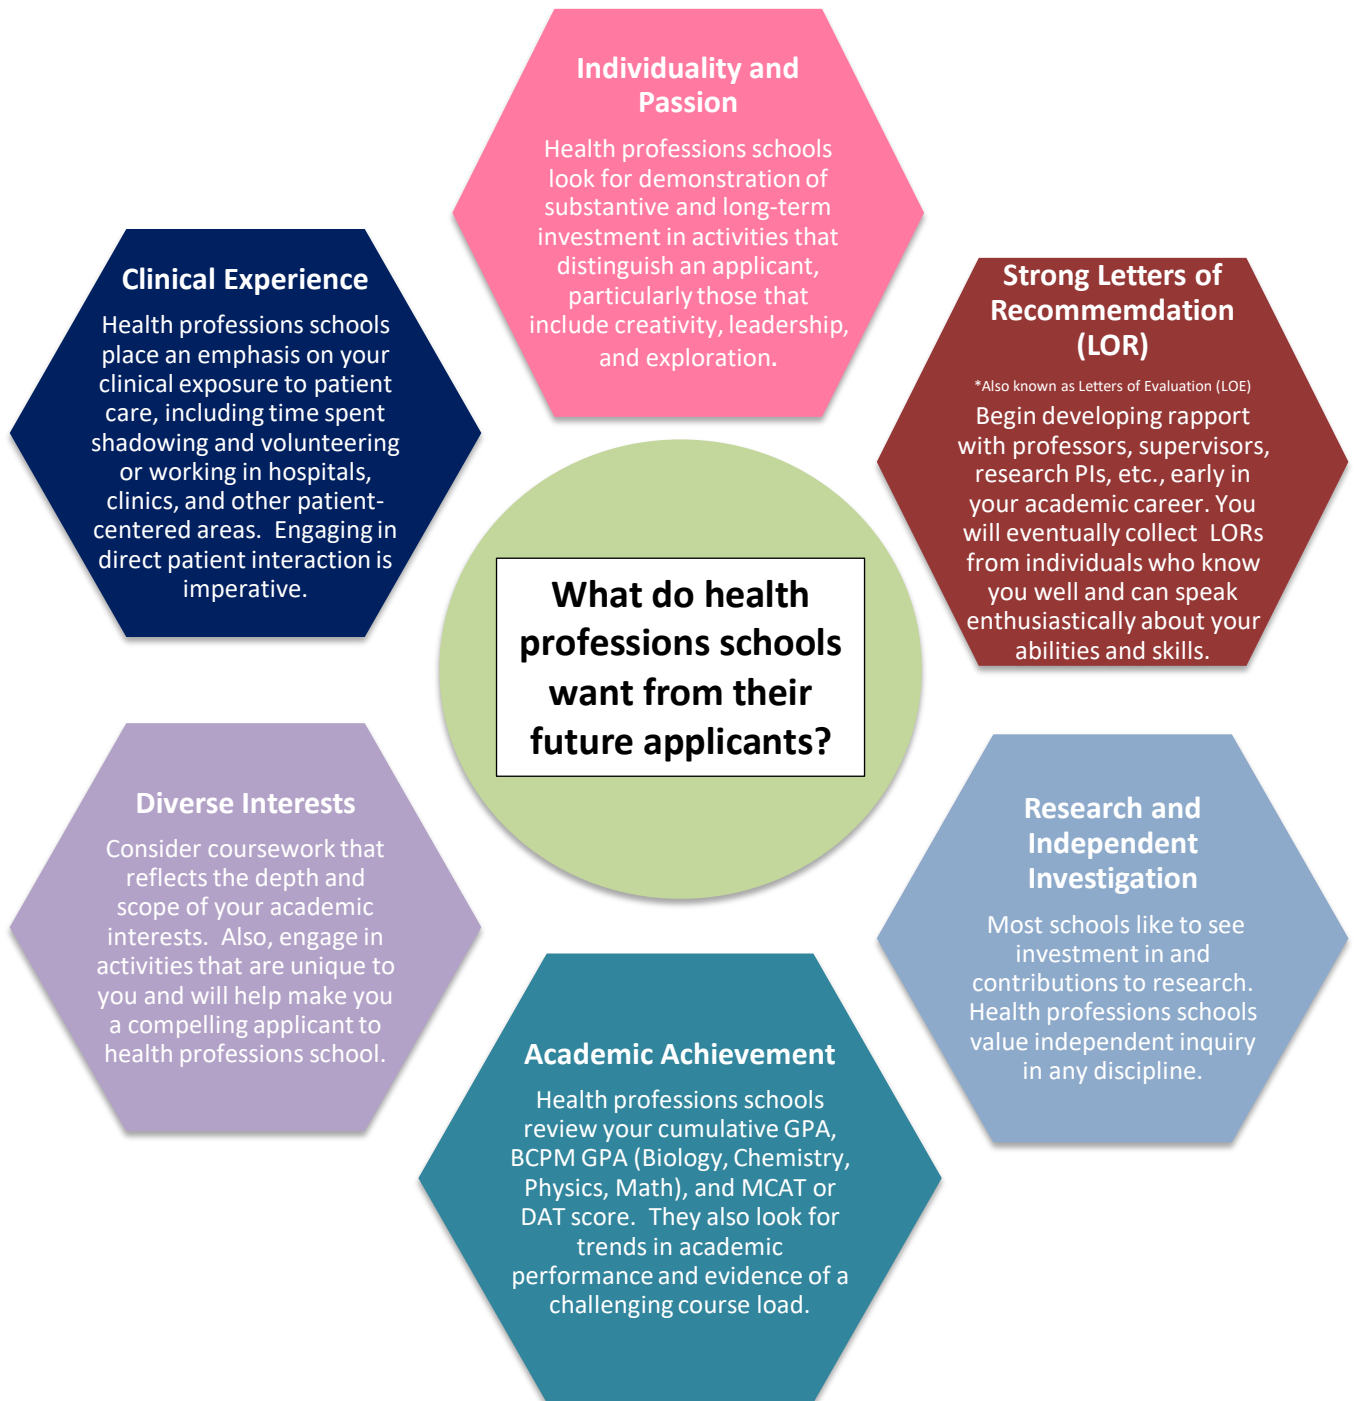 Individuality and
Passion
Health professions schools
look for demonstration of
substantive and long-term
investment in activities that
distinguish an applicant,
particularly those that
include creativity, leadership,
and exploration.
Clinical Experience
Health professions schools
place an emphasis on your
clinical exposure to patient
care, including time spent
shadowing and volunteering
or working in hospitals,
clinics, and other patient-
centered areas.  Engaging in
direct patient interaction is
imperative.
Strong Letters of
Recommemdation
(LOR)
*Also known as Letters of Evaluation (LOE)
Begin developing rapport
with professors, supervisors,
research PIs, etc., early in
your academic career. You
will eventually collect  LORs
from individuals who know
you well and can speak
enthusiastically about your
abilities and skills.
What do health
professions schools
want from their
future applicants?
Diverse Interests
Consider coursework that
reflects the depth and
scope of your academic
interests.  Also, engage in
activities that are unique to
you and will help make you
a compelling applicant to
health professions school.
Research and
Independent
Investigation
Most schools like to see
investment in and
contributions to research.
Health professions schools
value independent inquiry
in any discipline.
Academic Achievement
Health professions schools
review your cumulative GPA,
BCPM GPA (Biology, Chemistry,
Physics, Math), and MCAT or
DAT score.  They also look for
trends in academic
performance and evidence of a
challenging course load.